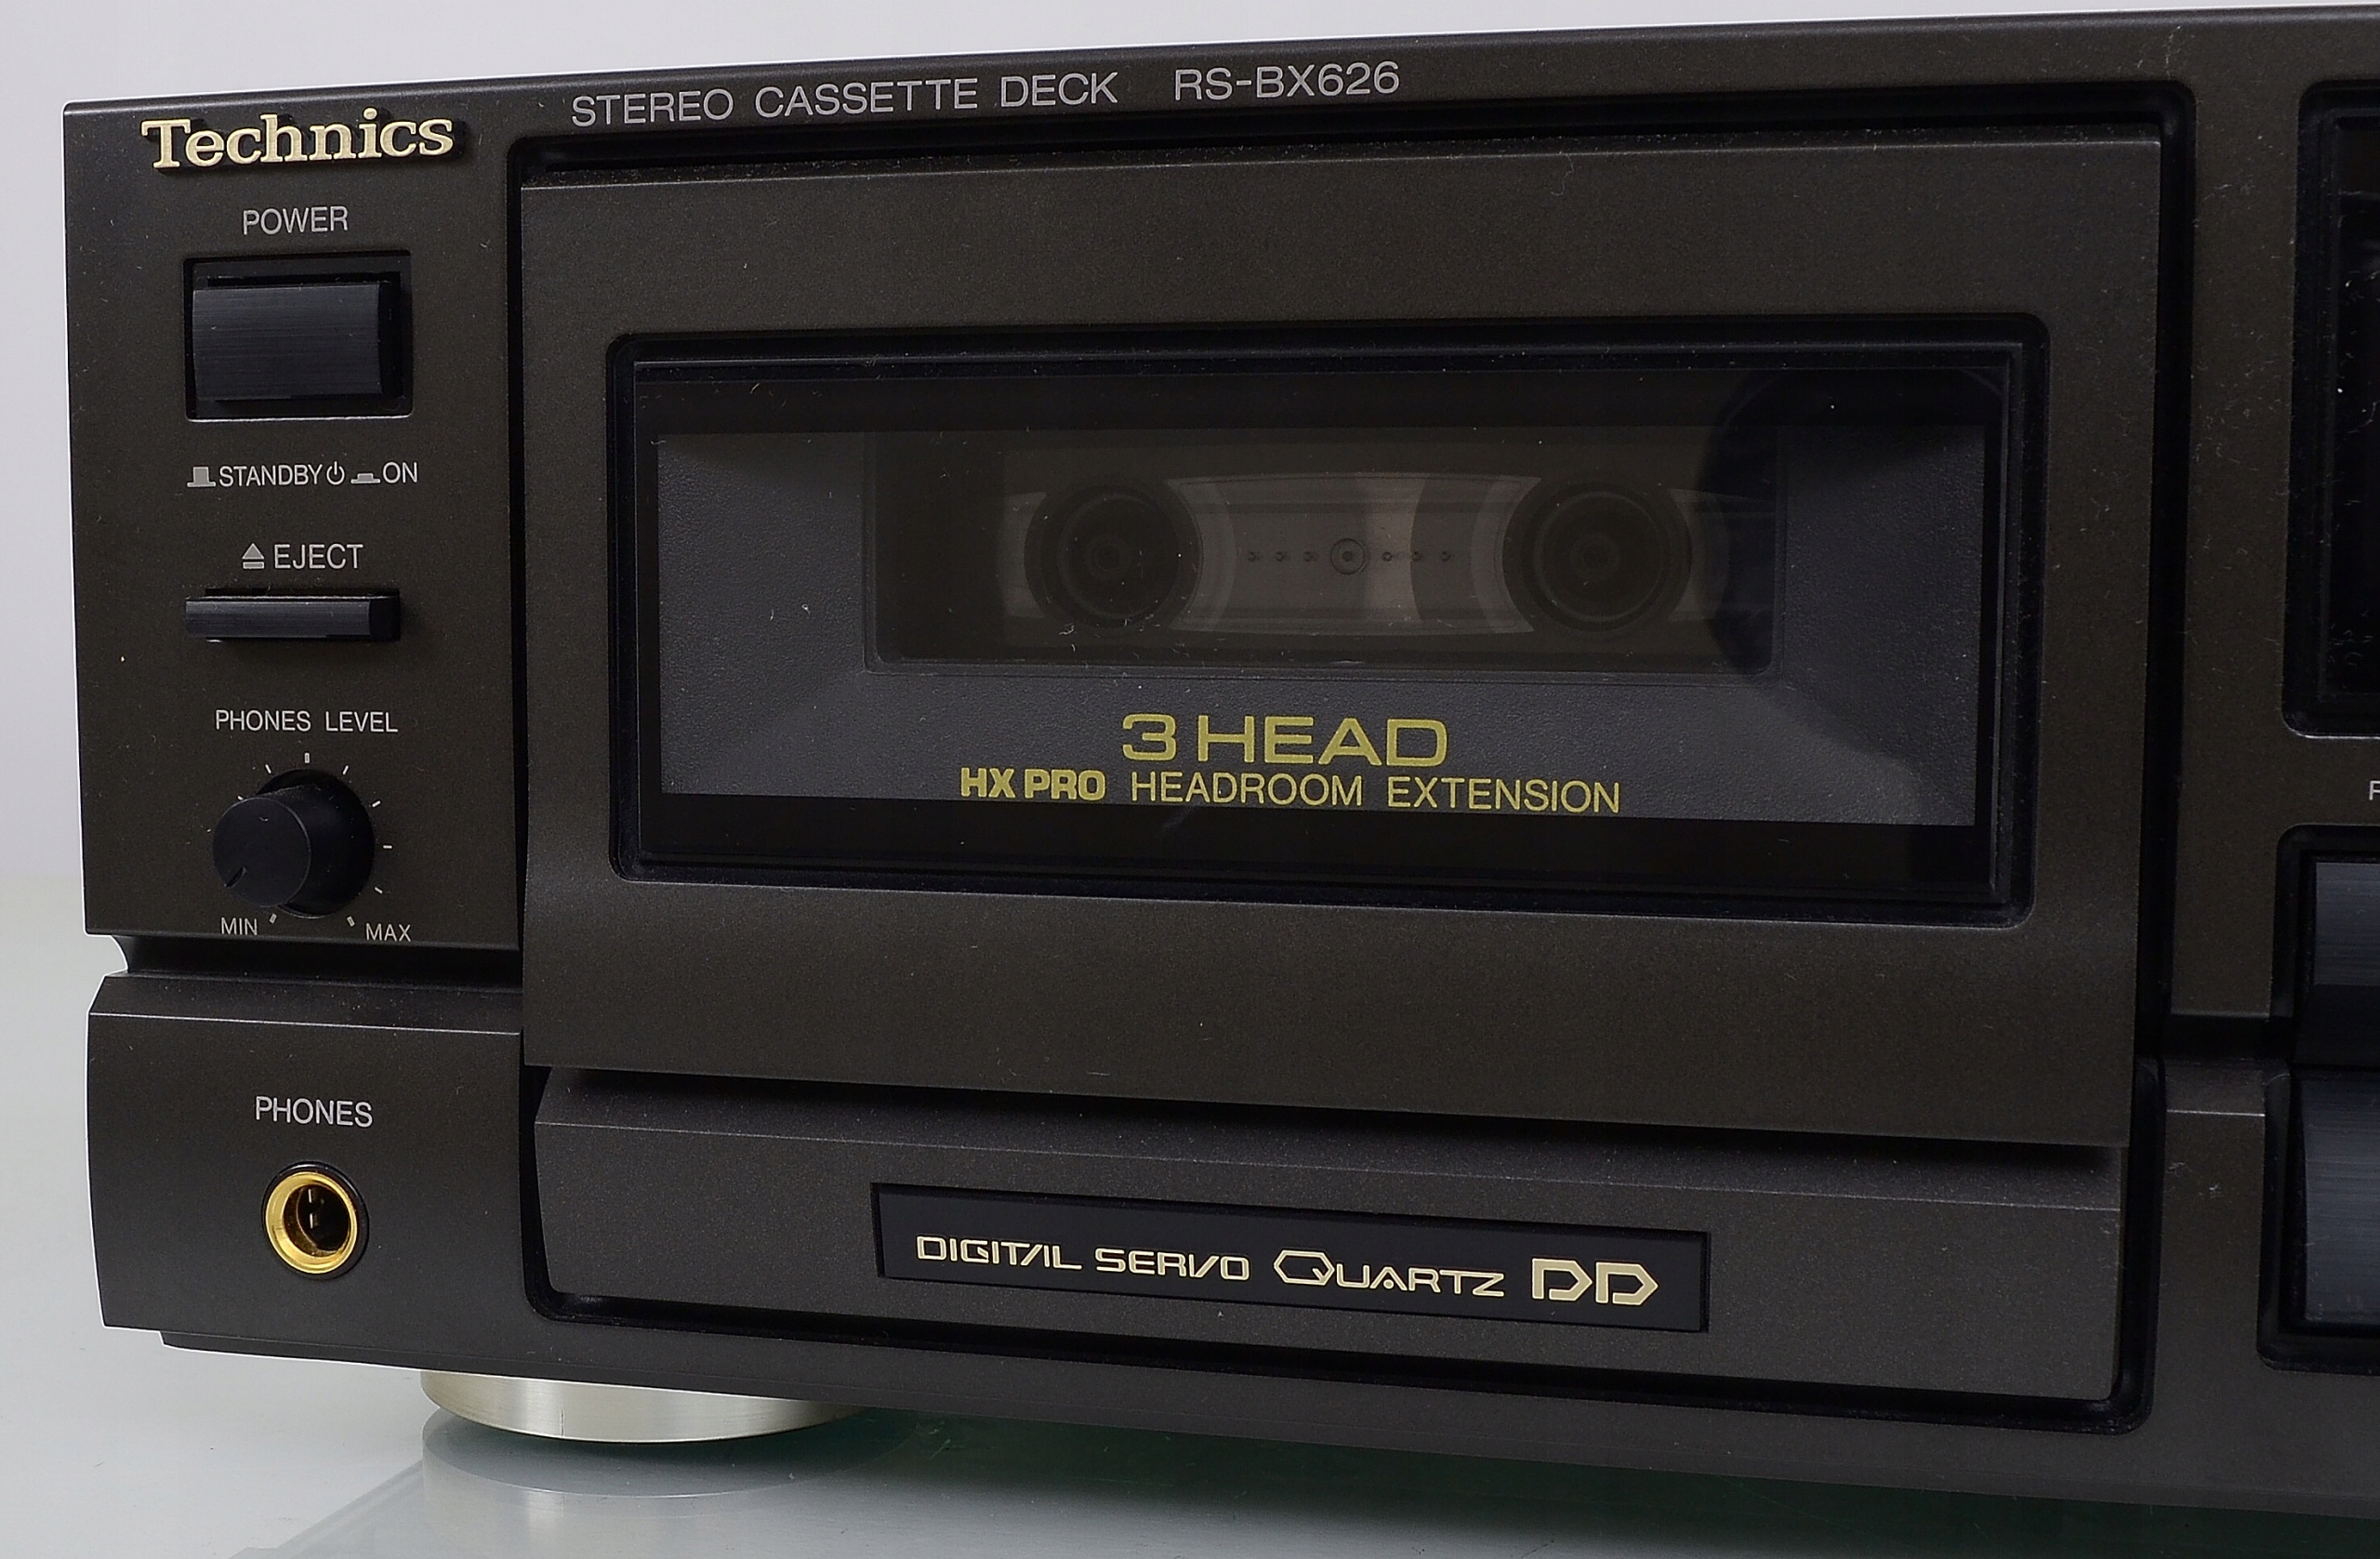 STEREO CASSETTE DECK RS-BX626
Technics
POWER
STANDBY ON
EJECT
PHONES LEVEL
MIN MAX
3 HEAD
HX PRO HEADROOM EXTENSION
PHONES
DIGITAL SERVO QUARTZ DD